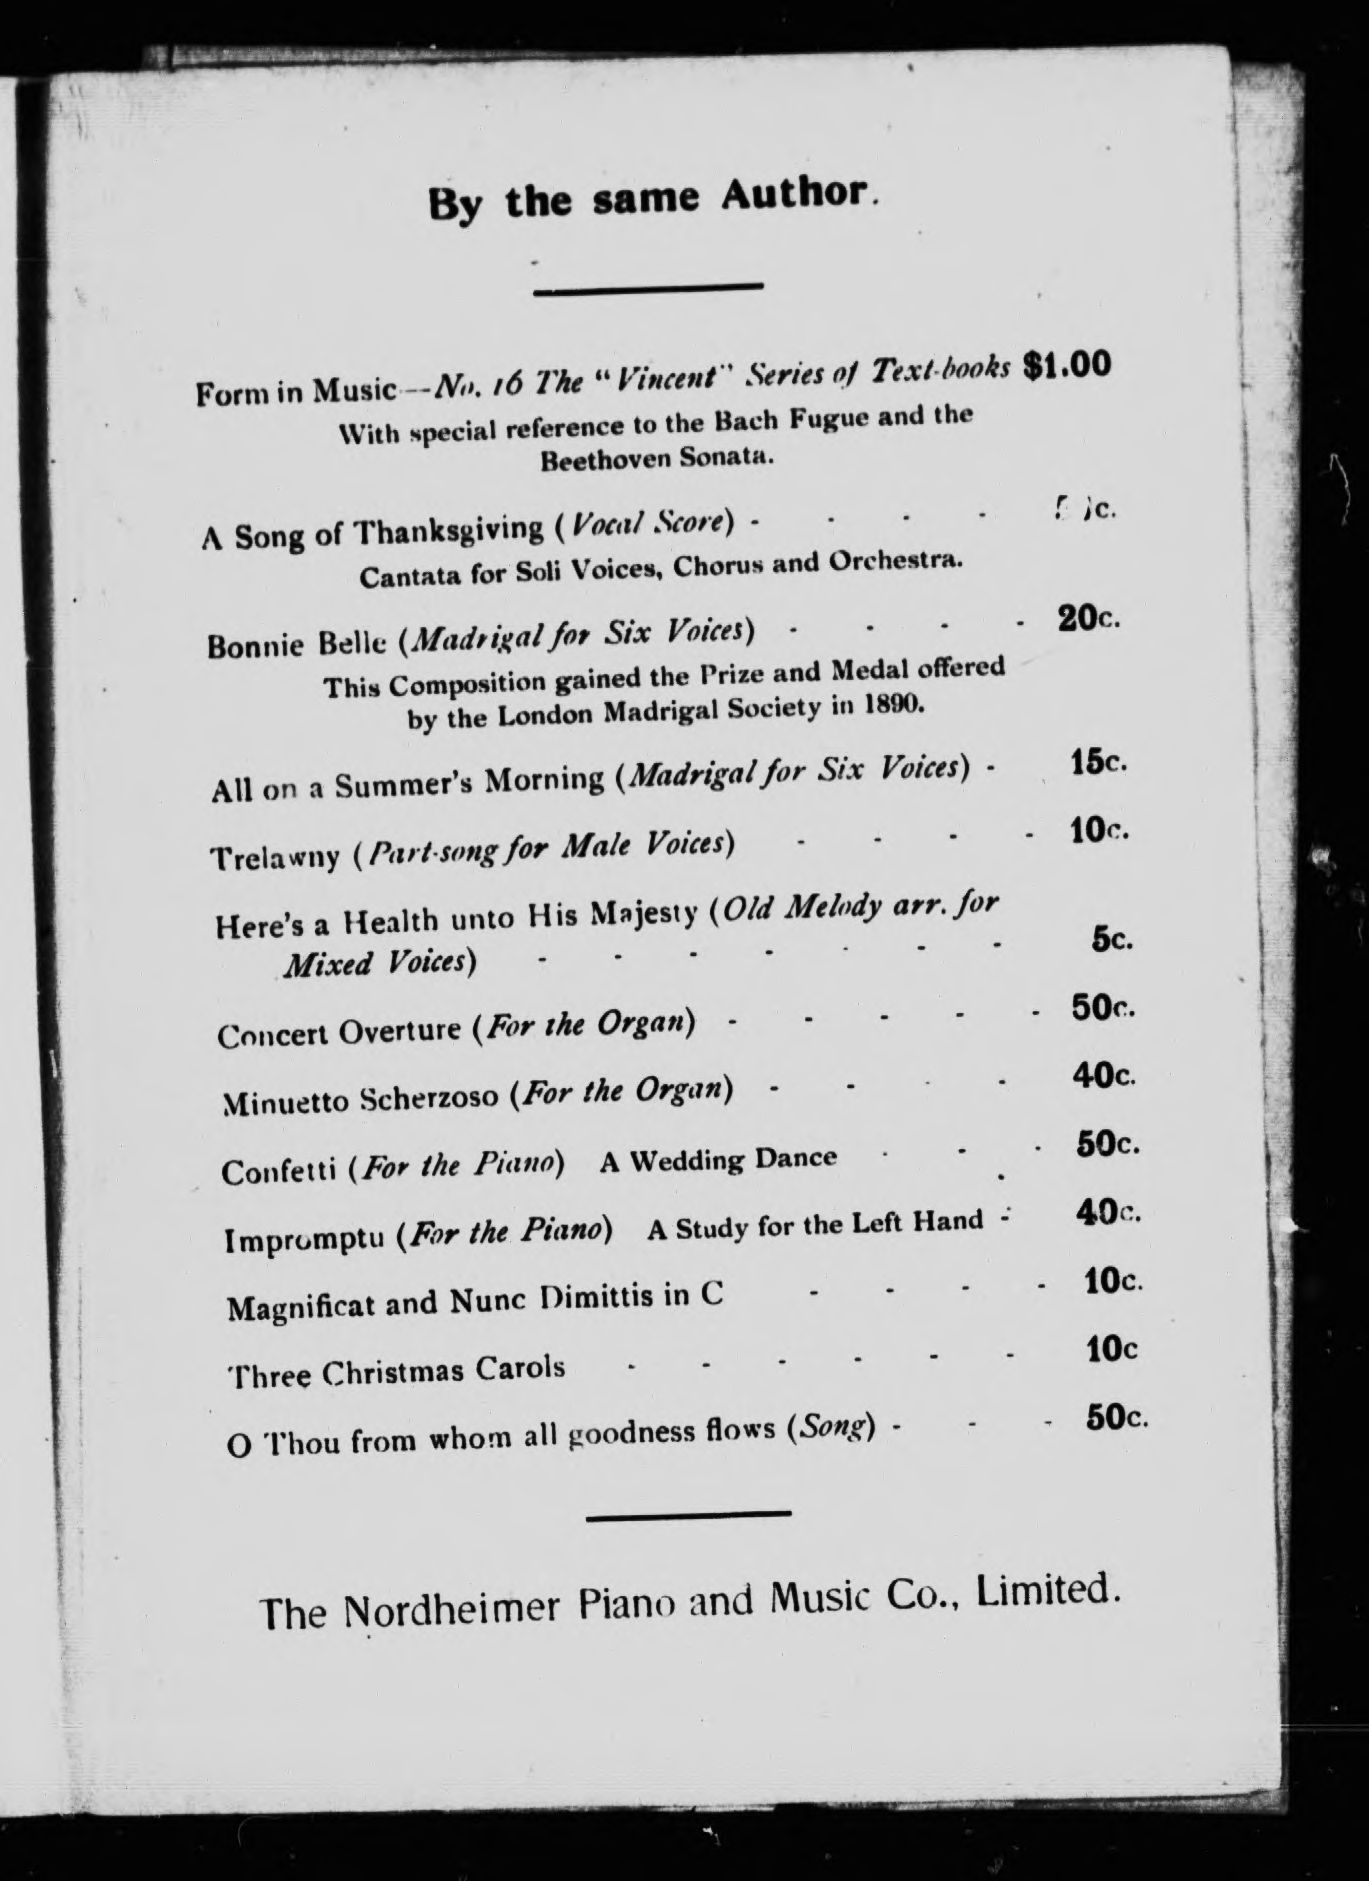 By the same Author.
Form in Music—No. 16 The "Vincent" Series of Text-books $1.00
With special reference to the Bach Fugue and the
Beethoven Sonata.
A Song of Thanksgiving (Vocal Score) - - - -
Cantata for Soli Voices, Chorus and Orchestra.
Bonnie Belle (Madrigal for Six Voices) - - - - 20c.
This Composition gained the Prize and Medal offered
by the London Madrigal Society in 1890.
All on a Summer's Morning (Madrigal for Six Voices) - 15c.
Trelawny (Part-song for Male Voices) - - - - 10c.
Here's a Health unto His Majesty (Old Melody arr. for
Mixed Voices) - - - - - - - 5c.
Concert Overture (For the Organ) - - - - - 50c.
Minuetto Scherzoso (For the Organ) - - - - 40c.
Confetti (For the Piano) A Wedding Dance - - - 50c.
Impromptu (For the Piano) A Study for the Left Hand - 40c.
Magnificat and Nunc Dimittis in C - - - - 10c.
Three Christmas Carols - - - - - - 10c
O Thou from whom all goodness flows (Song) - - - 50c.
The Nordheimer Piano and Music Co., Limited.